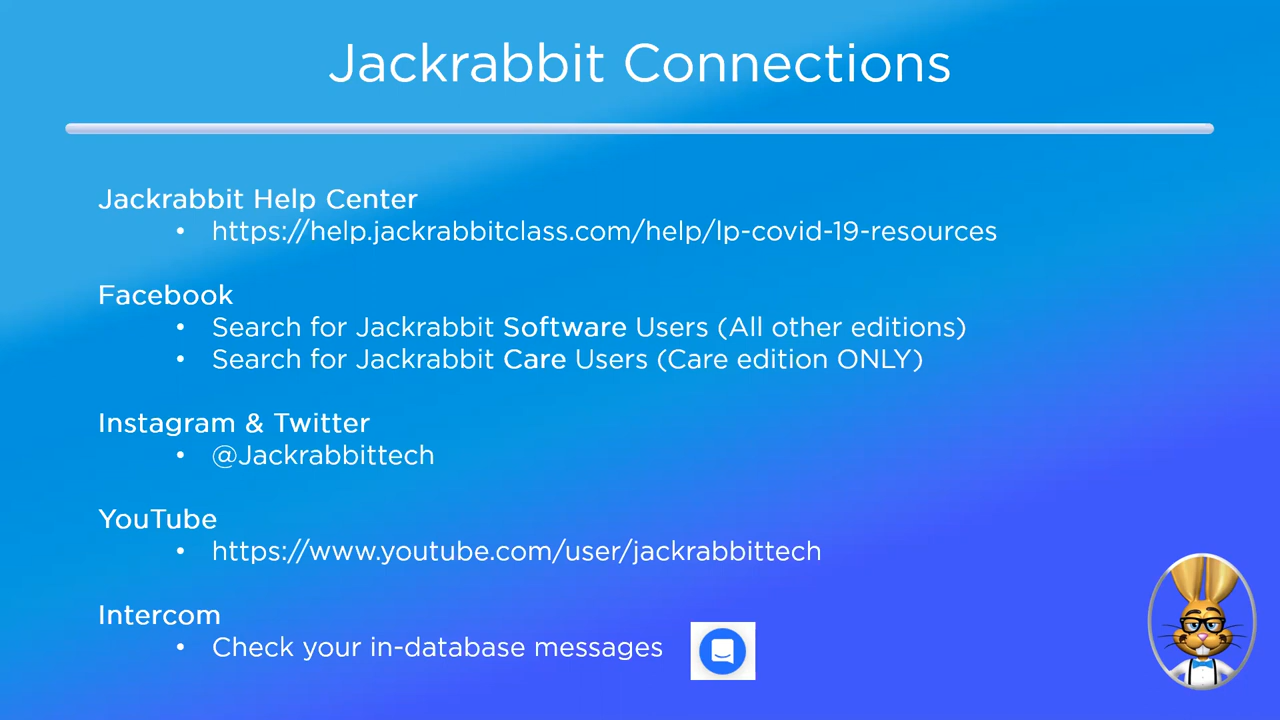 Jackrabbit Connections
Jackrabbit Help Center
• https://help.jackrabbitclass.com/help/lp-covid-19-resources
Facebook
• Search for Jackrabbit Software Users (All other editions)
• Search for Jackrabbit Care Users (Care edition ONLY)
Instagram & Twitter
• @Jackrabbittech
YouTube
• https://www.youtube.com/user/jackrabbittech
Intercom
• Check your in-database messages